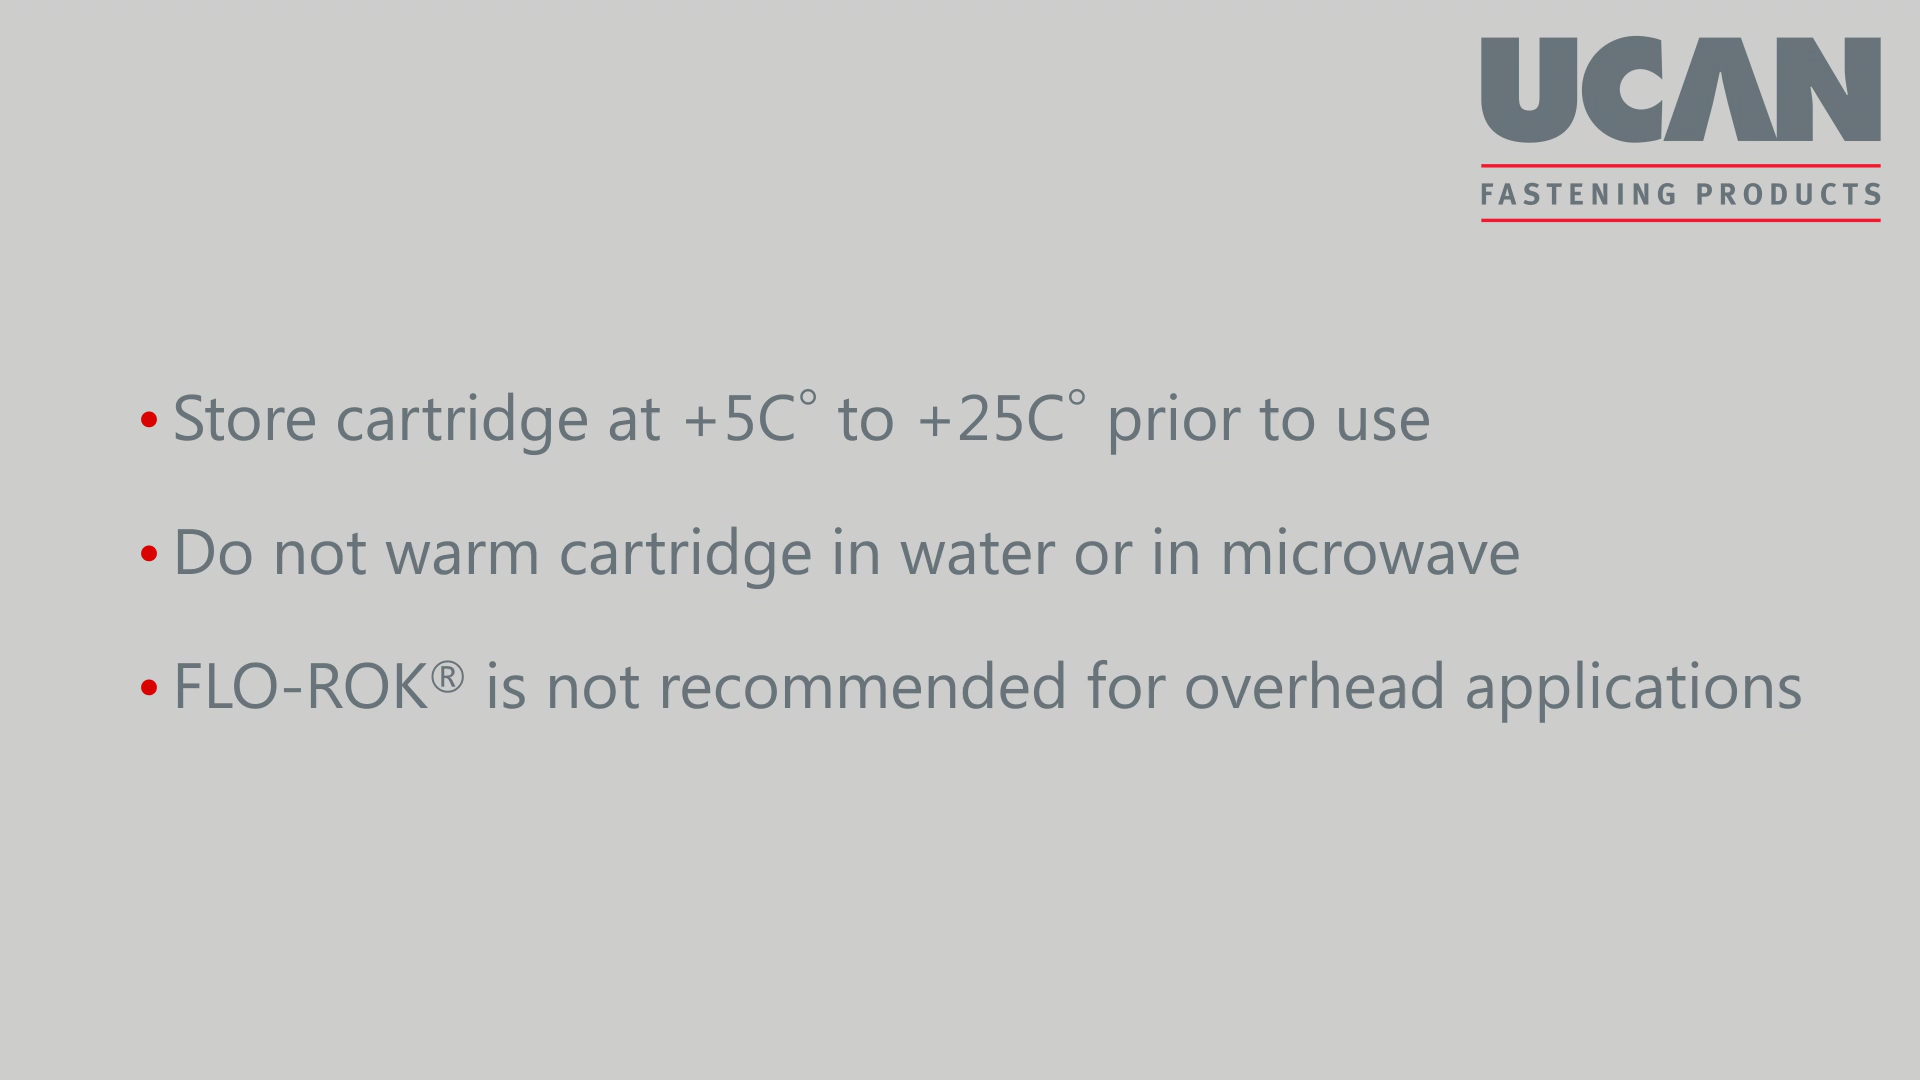 UCAN
FASTENING PRODUCTS
• Store cartridge at +5C° to +25C° prior to use
• Do not warm cartridge in water or in microwave
• FLO-ROK® is not recommended for overhead applications